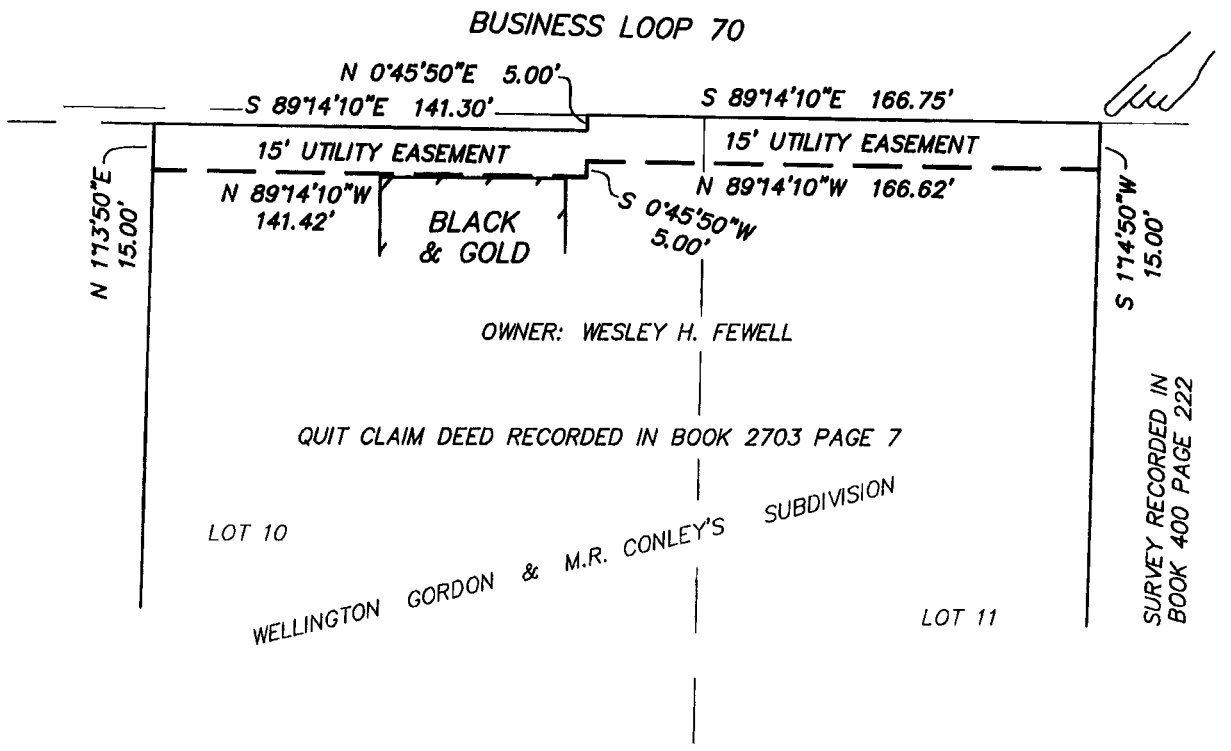 BUSINESS LOOP 70
N 0°45'50"E 5.00'
S 89°14'10"E 141.30'
S 89°14'10"E 166.75'
15' UTILITY EASEMENT
15' UTILITY EASEMENT
N 1°13'50"E
15.00'
N 89°14'10"W
141.42'
N 89°14'10"W 166.62'
S 0°45'50"W
5.00'
S 1°14'50"W
15.00'
BLACK
& GOLD
OWNER: WESLEY H. FEWELL
QUIT CLAIM DEED RECORDED IN BOOK 2703 PAGE 7
WELLINGTON GORDON & M.R. CONLEY'S SUBDIVISION
LOT 10
LOT 11
SURVEY RECORDED IN
BOOK 400 PAGE 222